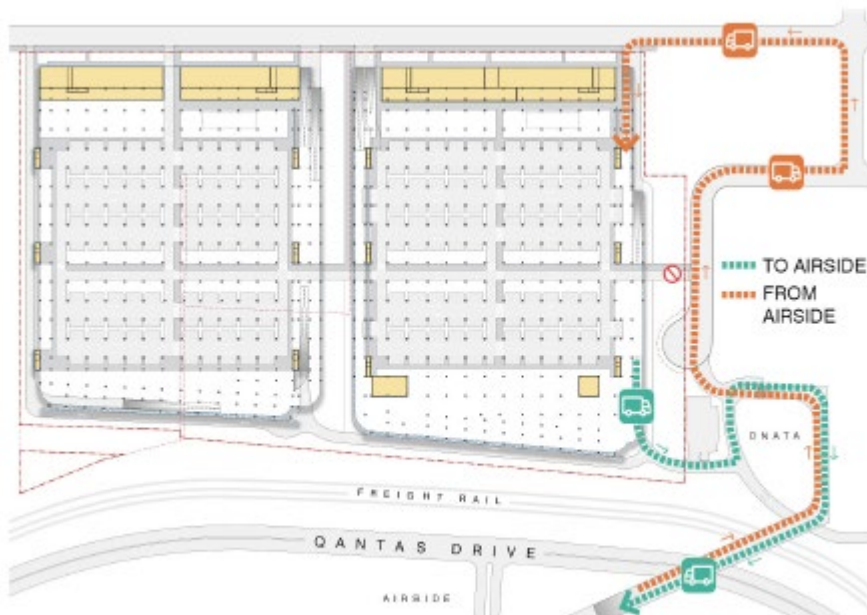 TO AIRSIDE
FROM
AIRSIDE
DNATA
FREIGHT RAIL
QANTAS DRIVE
AIRSIDE